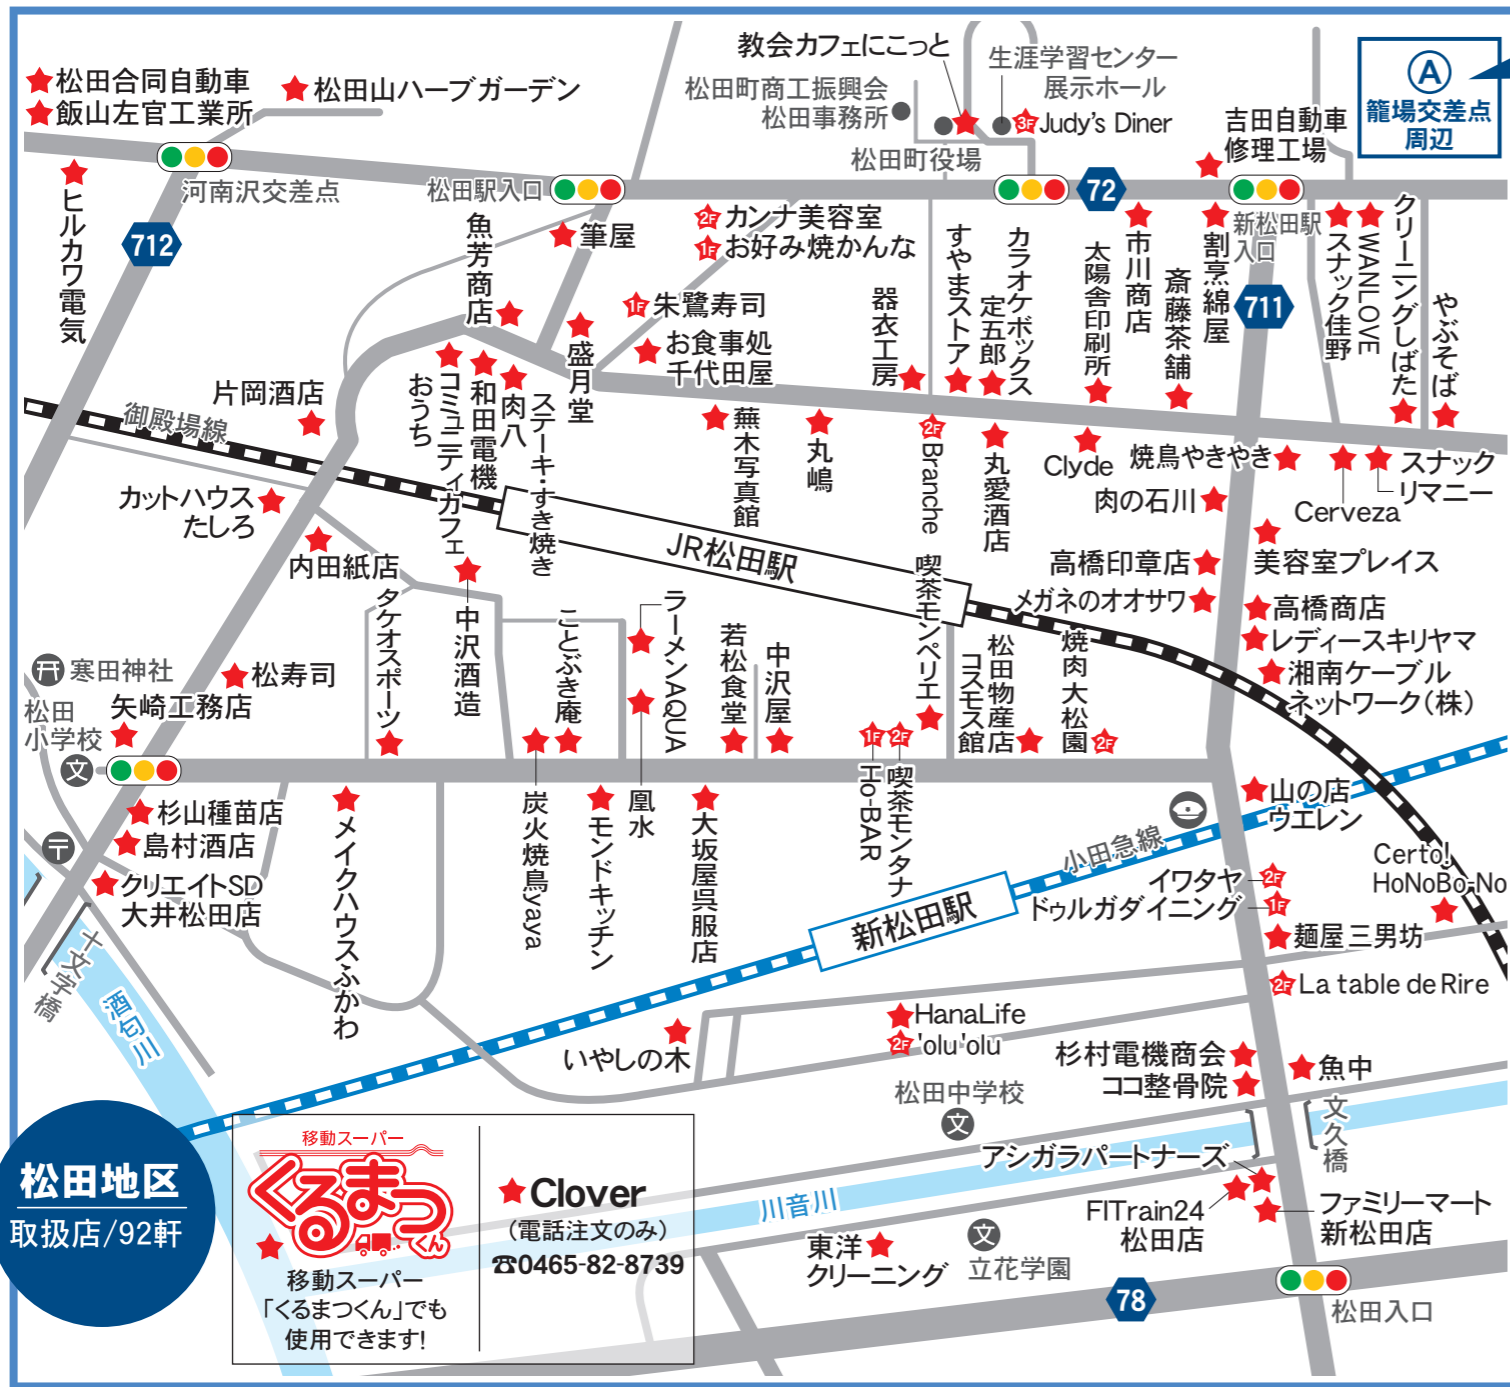 松田合同自動車
飯山左官工業所
松田山ハーブガーデン
教会カフェにこっと
生涯学習センター
展示ホール
松田町商工振興会
松田事務所
3F Judy's Diner
松田町役場
吉田自動車
修理工場
A
籠場交差点
周辺
河南沢交差点
松田駅入口
72
新松田駅
入口
ヒルカワ電気
712
711
魚芳商店
筆屋
2F カンナ美容室
1F お好み焼かんな
1F 朱鷺寿司
お食事処
千代田屋
盛月堂
器衣工房
すやまストア
カラオケボックス
定五郎
太陽舎印刷所
市川商店
斎藤茶舗
割烹綿屋
スナック佳野
WANLOVE
クリーニングしばた
やぶそば
片岡酒店
御殿場線
コミュニティカフェ
おうち
和田電機
ステーキ・すき焼き
肉八
蕪木写真館
丸嶋
2F Branche
丸愛酒店
Clyde
焼鳥やきやき
Cerveza
スナック
リマニー
肉の石川
美容室プレイス
高橋印章店
メガネのオオサワ
高橋商店
レディースキリヤマ
湘南ケーブル
ネットワーク(株)
カットハウス
たしろ
内田紙店
JR松田駅
タケオスポーツ
中沢酒造
ことぶき庵
ラーメンAQUA
若松食堂
中沢屋
喫茶モンペリエ
松田物産店
コスモス館
焼肉大松園
2F
寒田神社
松寿司
矢崎工務店
松田
小学校
文
杉山種苗店
島村酒店
クリエイトSD
大井松田店
メイクハウスふかわ
炭火焼鳥yaya
モンドキッチン
凰水
大坂屋呉服店
1F
Ho-BAR
2F
喫茶モンタナ
小田急線
山の店
ウエレン
新松田駅
イワタヤ 2F
ドゥルガダイニング 1F
Certo!
HoNoBo-No
麺屋三男坊
2F La table de Rire
十文字橋
酒匂川
いやしの木
HanaLife
2F 'olu'olu
杉村電機商会
ココ整骨院
魚中
文久橋
松田中学校
文
アシガラパートナーズ
FITrain24
松田店
ファミリーマート
新松田店
川音川
東洋
クリーニング
文
立花学園
78
松田入口
松田地区
取扱店/92軒
移動スーパー
くるまつ
くん
移動スーパー
「くるまつくん」でも
使用できます!
Clover
(電話注文のみ)
☎0465-82-8739